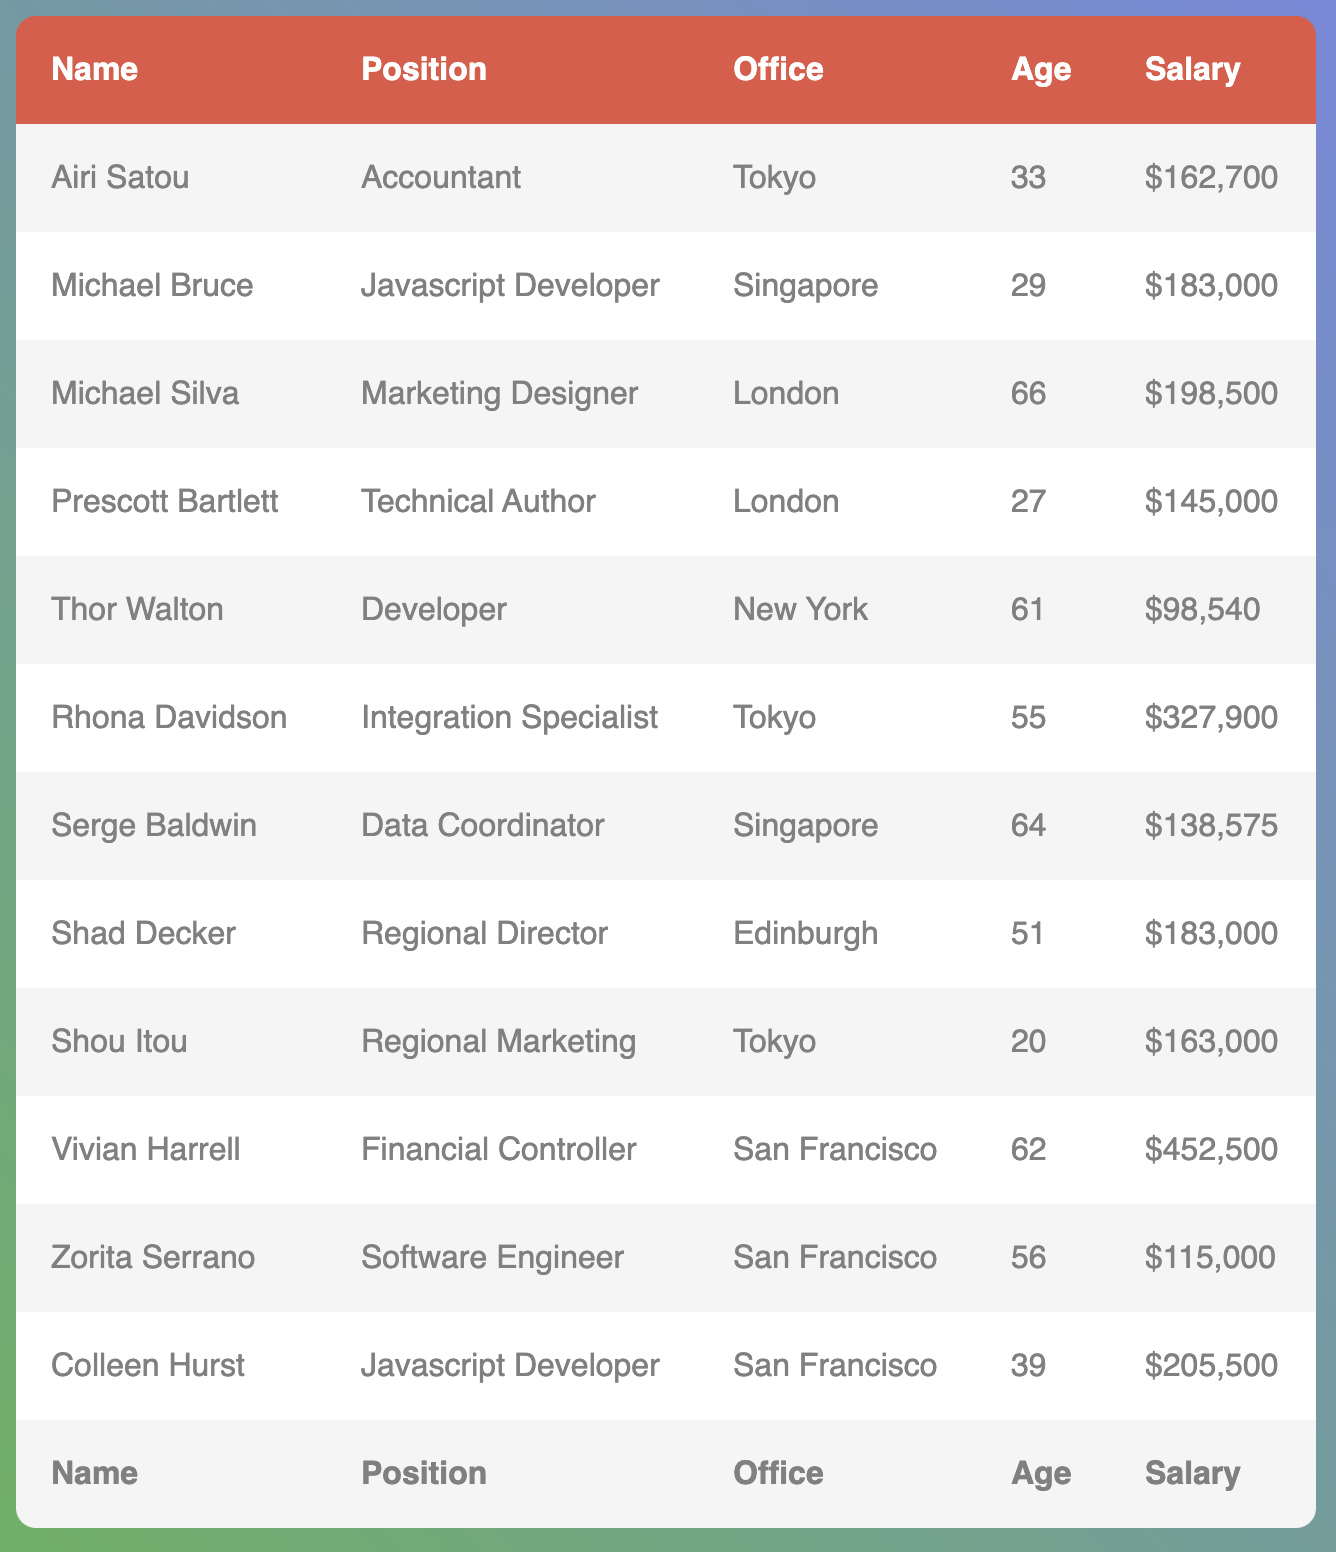 Name Position Office Age Salary
Airi Satou Accountant Tokyo 33 $162,700
Michael Bruce Javascript Developer Singapore 29 $183,000
Michael Silva Marketing Designer London 66 $198,500
Prescott Bartlett Technical Author London 27 $145,000
Thor Walton Developer New York 61 $98,540
Rhona Davidson Integration Specialist Tokyo 55 $327,900
Serge Baldwin Data Coordinator Singapore 64 $138,575
Shad Decker Regional Director Edinburgh 51 $183,000
Shou Itou Regional Marketing Tokyo 20 $163,000
Vivian Harrell Financial Controller San Francisco 62 $452,500
Zorita Serrano Software Engineer San Francisco 56 $115,000
Colleen Hurst Javascript Developer San Francisco 39 $205,500
Name Position Office Age Salary